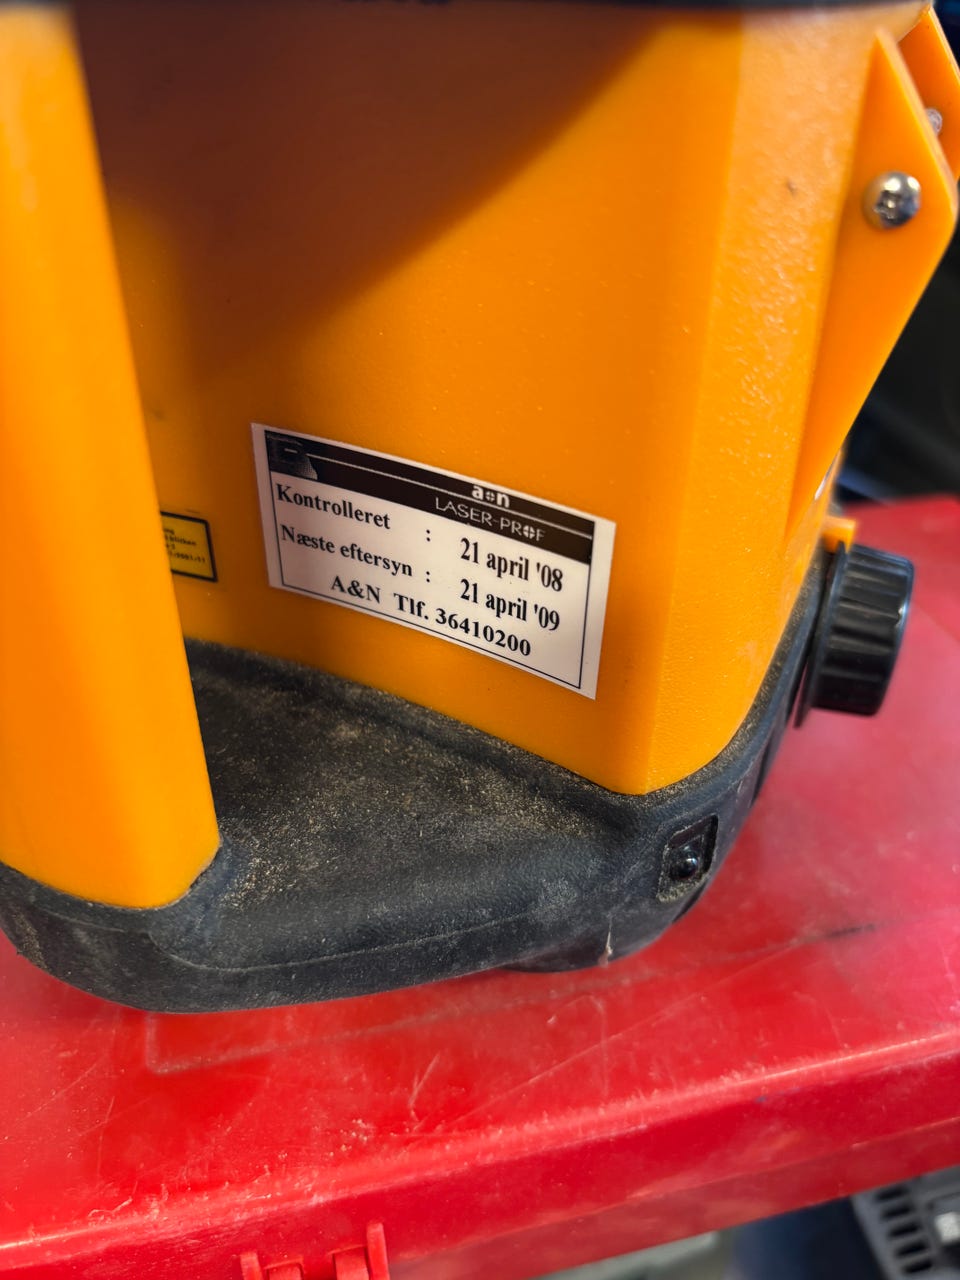 a¤n
LASER-PROF
Kontrolleret : 21 april '08
Næste eftersyn : 21 april '09
A&N Tlf. 36410200